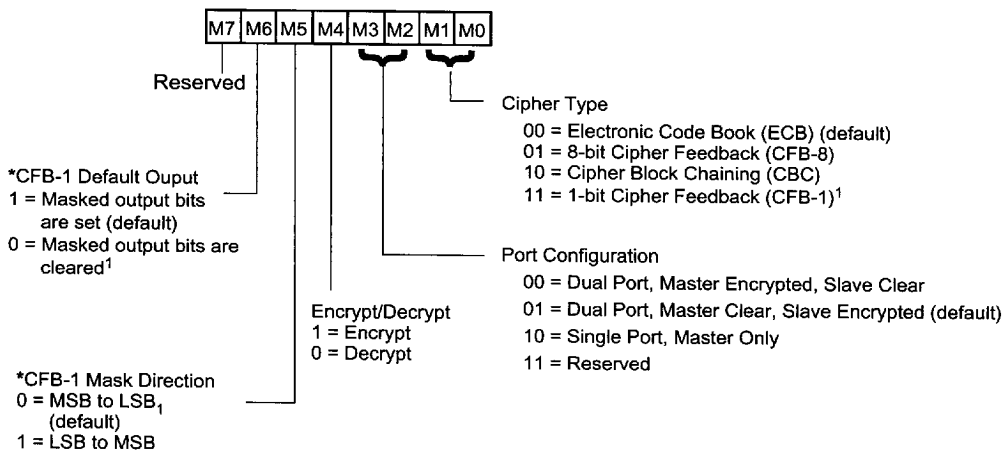 M7 M6 M5 M4 M3 M2 M1 M0
Reserved
Cipher Type
00 = Electronic Code Book (ECB) (default)
01 = 8-bit Cipher Feedback (CFB-8)
10 = Cipher Block Chaining (CBC)
11 = 1-bit Cipher Feedback (CFB-1)1
*CFB-1 Default Ouput
1 = Masked output bits
are set (default)
0 = Masked output bits are
cleared1
Port Configuration
00 = Dual Port, Master Encrypted, Slave Clear
01 = Dual Port, Master Clear, Slave Encrypted (default)
10 = Single Port, Master Only
11 = Reserved
Encrypt/Decrypt
1 = Encrypt
0 = Decrypt
*CFB-1 Mask Direction
0 = MSB to LSB1
(default)
1 = LSB to MSB